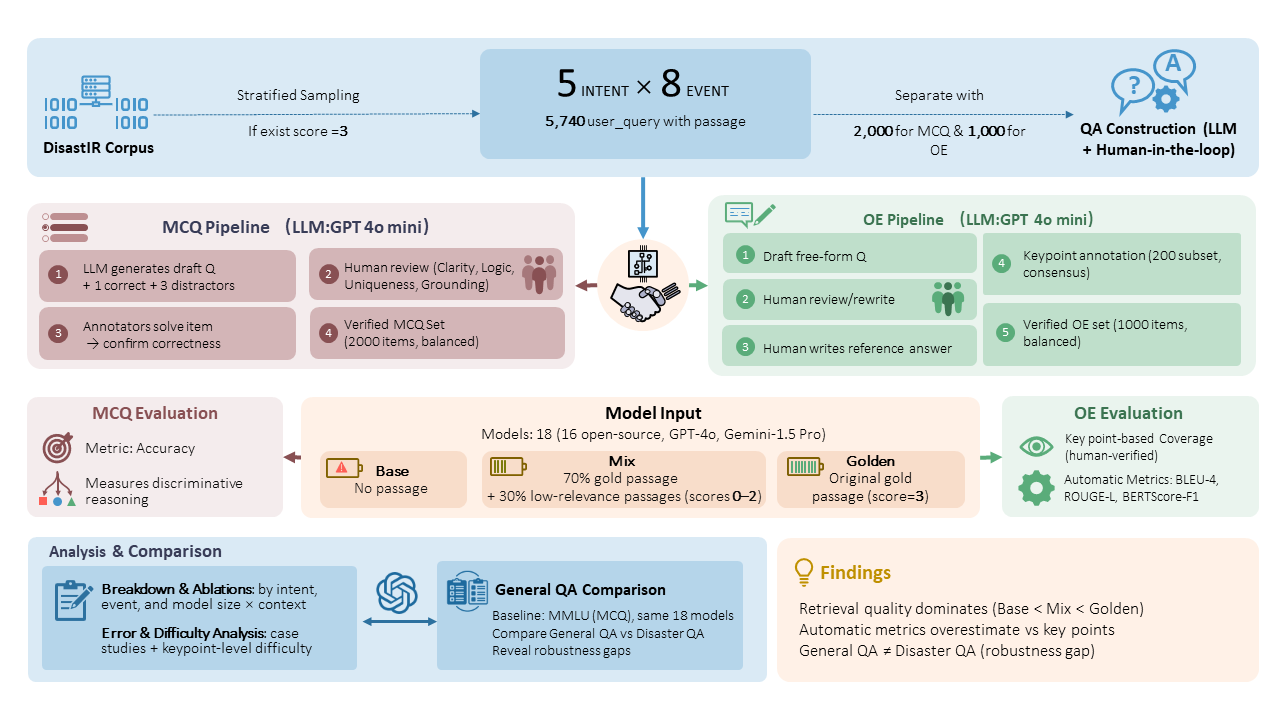 IOIO
IOIO
IOIO
IOIO
DisastIR Corpus
Stratified Sampling
If exist score =3
5 INTENT × 8 EVENT
5,740 user_query with passage
Separate with
2,000 for MCQ & 1,000 for
OE
?
A
QA Construction (LLM
+ Human-in-the-loop)
MCQ Pipeline （LLM:GPT 4o mini）
1
LLM generates draft Q
+ 1 correct + 3 distractors
2
Human review (Clarity, Logic,
Uniqueness, Grounding)
3
Annotators solve item
→ confirm correctness
4
Verified MCQ Set
(2000 items, balanced)
OE Pipeline （LLM:GPT 4o mini）
1
Draft free-form Q
2
Human review/rewrite
3
Human writes reference answer
4
Keypoint annotation (200 subset,
consensus)
5
Verified OE set (1000 items,
balanced)
MCQ Evaluation
Metric: Accuracy
Measures discriminative
reasoning
Model Input
Models: 18 (16 open-source, GPT-4o, Gemini-1.5 Pro)
Base
No passage
Mix
70% gold passage
+ 30% low-relevance passages (scores 0–2)
Golden
Original gold
passage (score=3)
OE Evaluation
Key point-based Coverage
(human-verified)
Automatic Metrics: BLEU-4,
ROUGE-L, BERTScore-F1
Analysis & Comparison
Breakdown & Ablations: by intent,
event, and model size × context
Error & Difficulty Analysis: case
studies + keypoint-level difficulty
General QA Comparison
Baseline: MMLU (MCQ), same 18 models
Compare General QA vs Disaster QA
Reveal robustness gaps
Findings
Retrieval quality dominates (Base < Mix < Golden)
Automatic metrics overestimate vs key points
General QA ≠ Disaster QA (robustness gap)